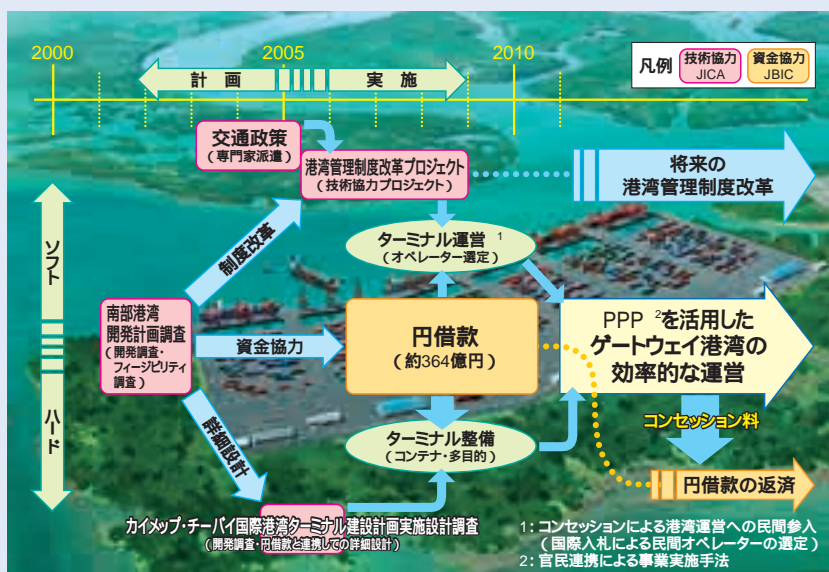 2000
2005
2010
計画
実施
凡例
技術協力
JICA
資金協力
JBIC
交通政策
(専門家派遣)
港湾管理制度改革プロジェクト
(技術協力プロジェクト)
将来の
港湾管理制度改革
ソフト
ハード
制度改革
ターミナル運営 1
(オペレーター選定)
南部港湾
開発計画調査
(開発調査・
フィージビリティ
調査)
資金協力
円借款
(約364億円)
PPP 2を活用した
ゲートウェイ港湾の
効率的な運営
詳細設計
ターミナル整備
(コンテナ・多目的)
コンセッション料
円借款の返済
カイメップ・チーバイ国際港湾ターミナル建設計画実施設計調査
(開発調査・円借款と連携しての詳細設計)
1:コンセッションによる港湾運営への民間参入
(国際入札による民間オペレーターの選定)
2:官民連携による事業実施手法